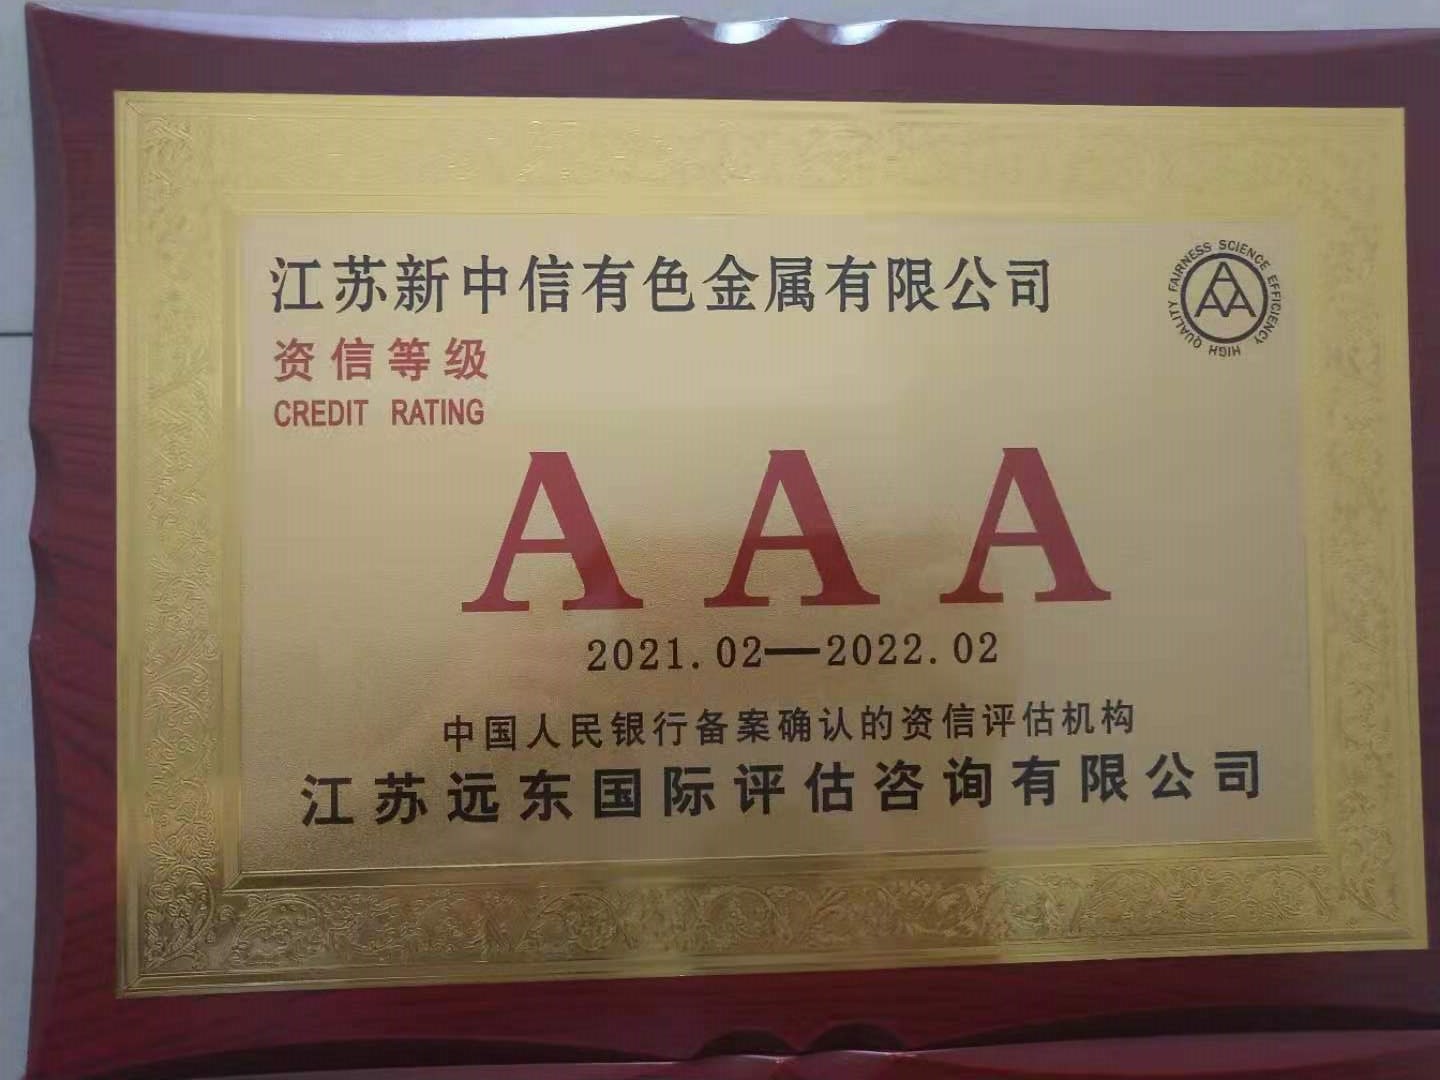 江苏新中信有色金属有限公司
HIGH QUALITY FAIRNESS SCIENCE EFFICIENCY
AAA
资信等级
CREDIT RATING
AAA
2021.02—2022.02
中国人民银行备案确认的资信评估机构
江苏远东国际评估咨询有限公司